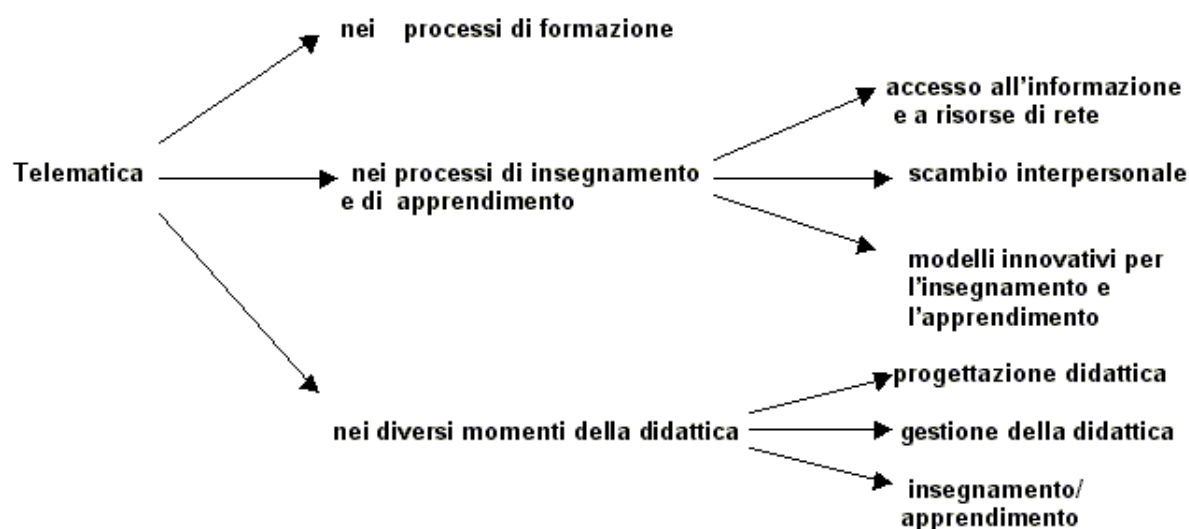 nei processi di formazione
accesso all'informazione
e a risorse di rete
Telematica
nei processi di insegnamento
e di apprendimento
scambio interpersonale
modelli innovativi per
l'insegnamento e
l'apprendimento
nei diversi momenti della didattica
progettazione didattica
gestione della didattica
insegnamento/
apprendimento